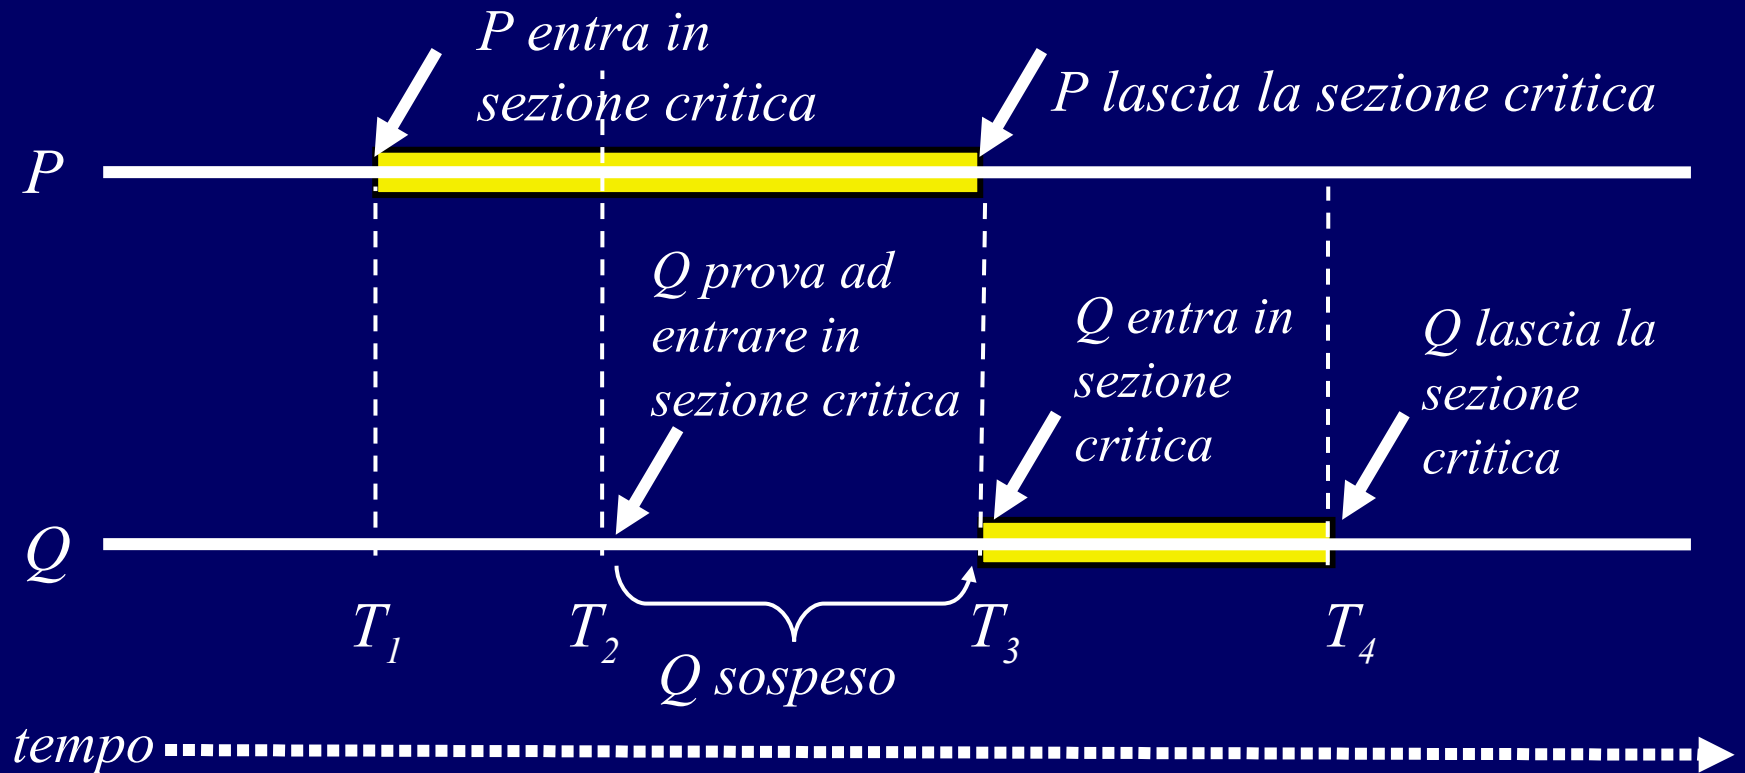 P entra in
sezione critica
P lascia la sezione critica
P
Q prova ad
entrare in
sezione critica
Q entra in
sezione
critica
Q lascia la
sezione
critica
Q
T1
T2
T3
T4
Q sospeso
tempo